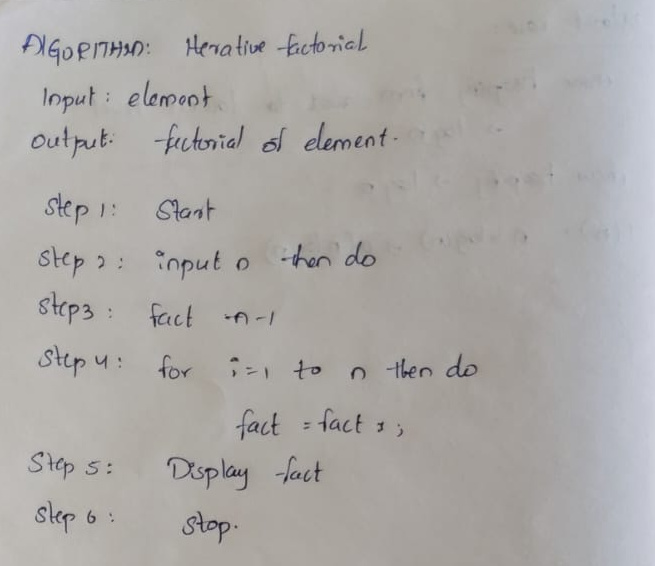 ALGORITHM: Iterative factorial
Input: element
output: factorial of element.
Step 1: Start
Step 2: input n then do
Step3: fact -n-1
Step 4: for i=1 to n then do
fact = fact * ;
Step 5: Display fact
Step 6: Stop.